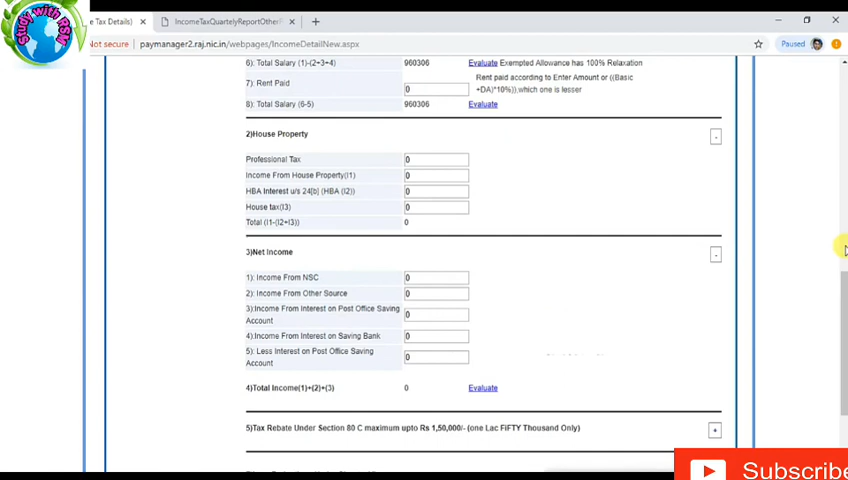 Study with RSM
e Tax Details) ×
IncomeTaxQuartelyReportOtherP ×
Not secure | paymanager2.raj.nic.in/webpages/IncomeDetailNew.aspx
Paused
6): Total Salary (1)-(2+3+4) 960306 Evaluate Exempted Allowance has 100% Relaxation
7): Rent Paid 0 Rent paid according to Enter Amount or ((Basic
+DA)*10%)),which one is lesser
8): Total Salary (6-5) 960306 Evaluate
2)House Property -
Professional Tax 0
Income From House Property(I1) 0
HBA Interest u/s 24[b] (HBA (I2)) 0
House tax(I3) 0
Total (I1-(I2+I3)) 0
3)Net Income -
1): Income From NSC 0
2): Income From Other Source 0
3):Income From Interest on Post Office Saving
Account 0
4):Income From Interest on Saving Bank 0
5): Less Interest on Post Office Saving
Account 0
4)Total Income(1)+(2)+(3) 0 Evaluate
5)Tax Rebate Under Section 80 C maximum upto Rs 1,50,000/- (one Lac FiFTY Thousand Only) +
Subscribe